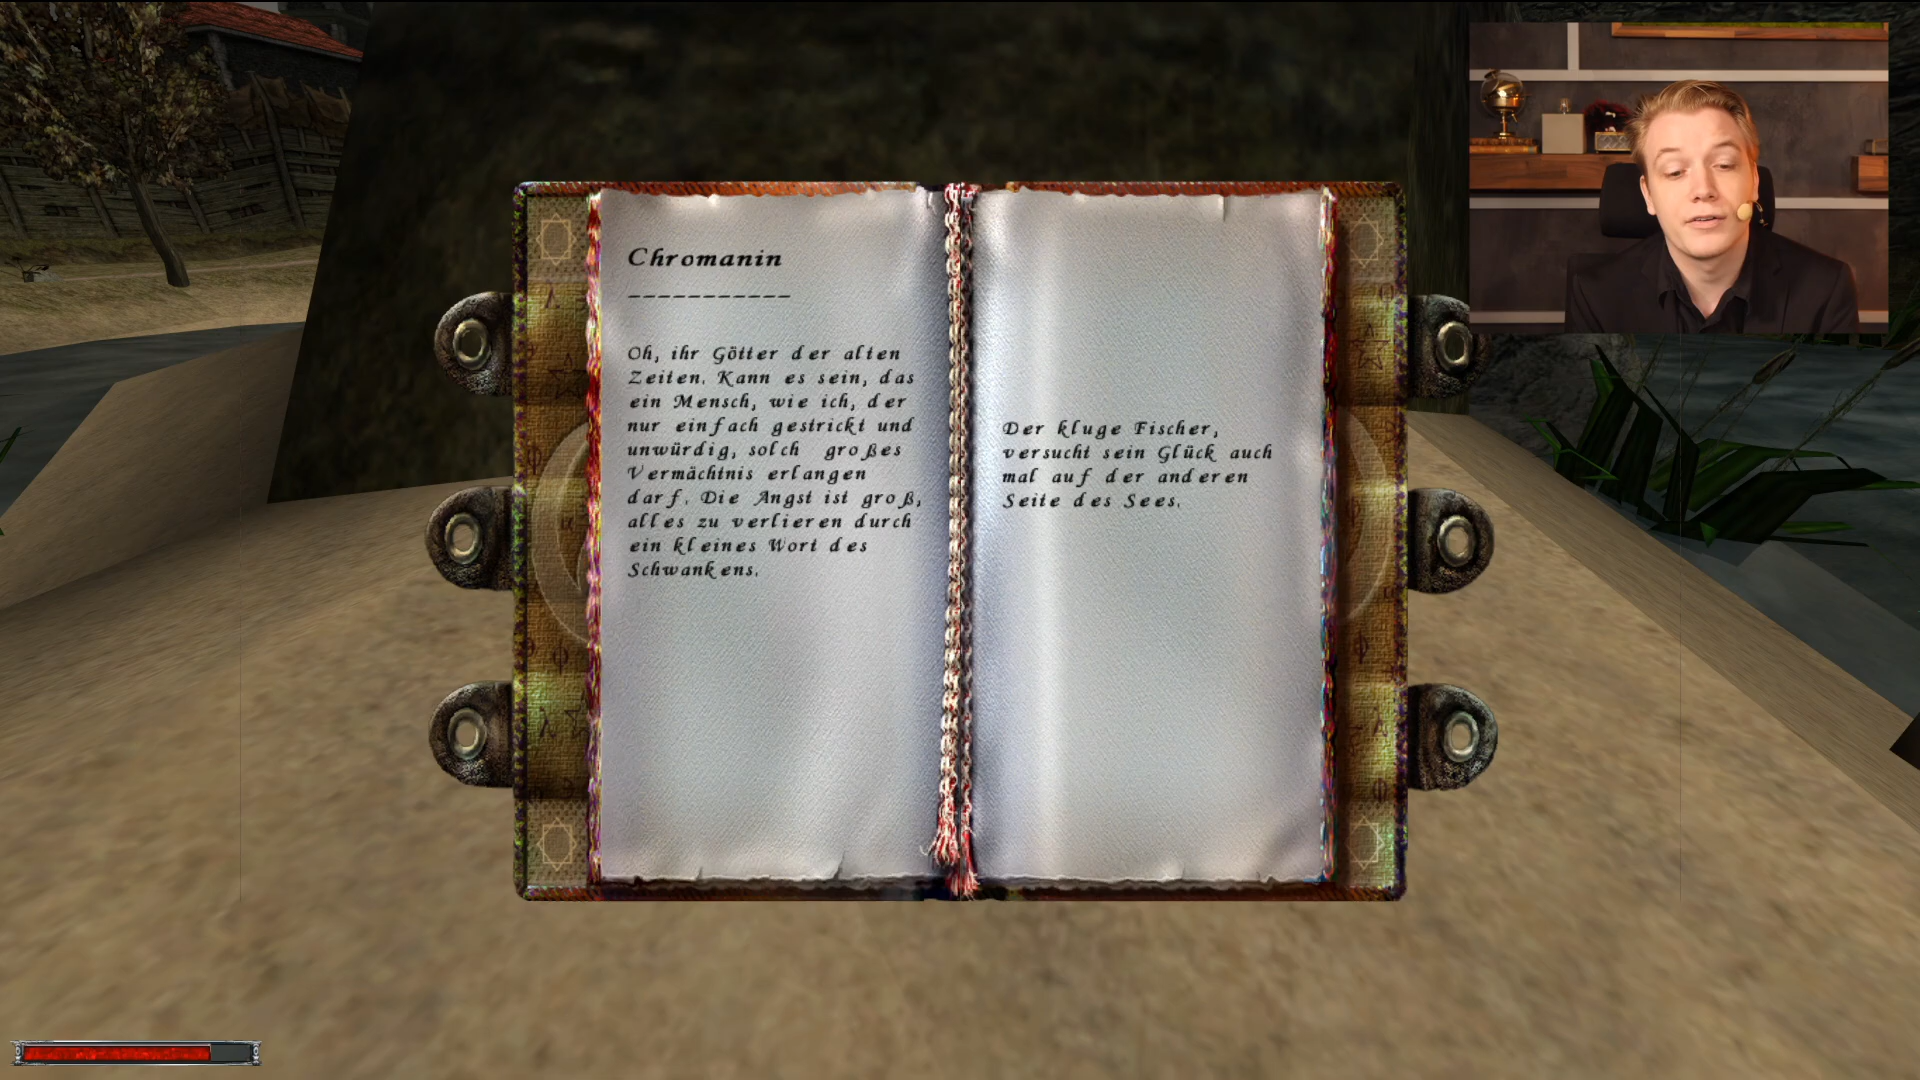 Chromanin
-----------
Oh, ihr Götter der alten
Zeiten. Kann es sein, das
ein Mensch, wie ich, der
nur einfach gestrickt und
unwürdig, solch großes
Vermächtnis erlangen
darf. Die Angst ist groß,
alles zu verlieren durch
ein kleines Wort des
Schwankens.
Der kluge Fischer,
versucht sein Glück auch
mal auf der anderen
Seite des Sees.